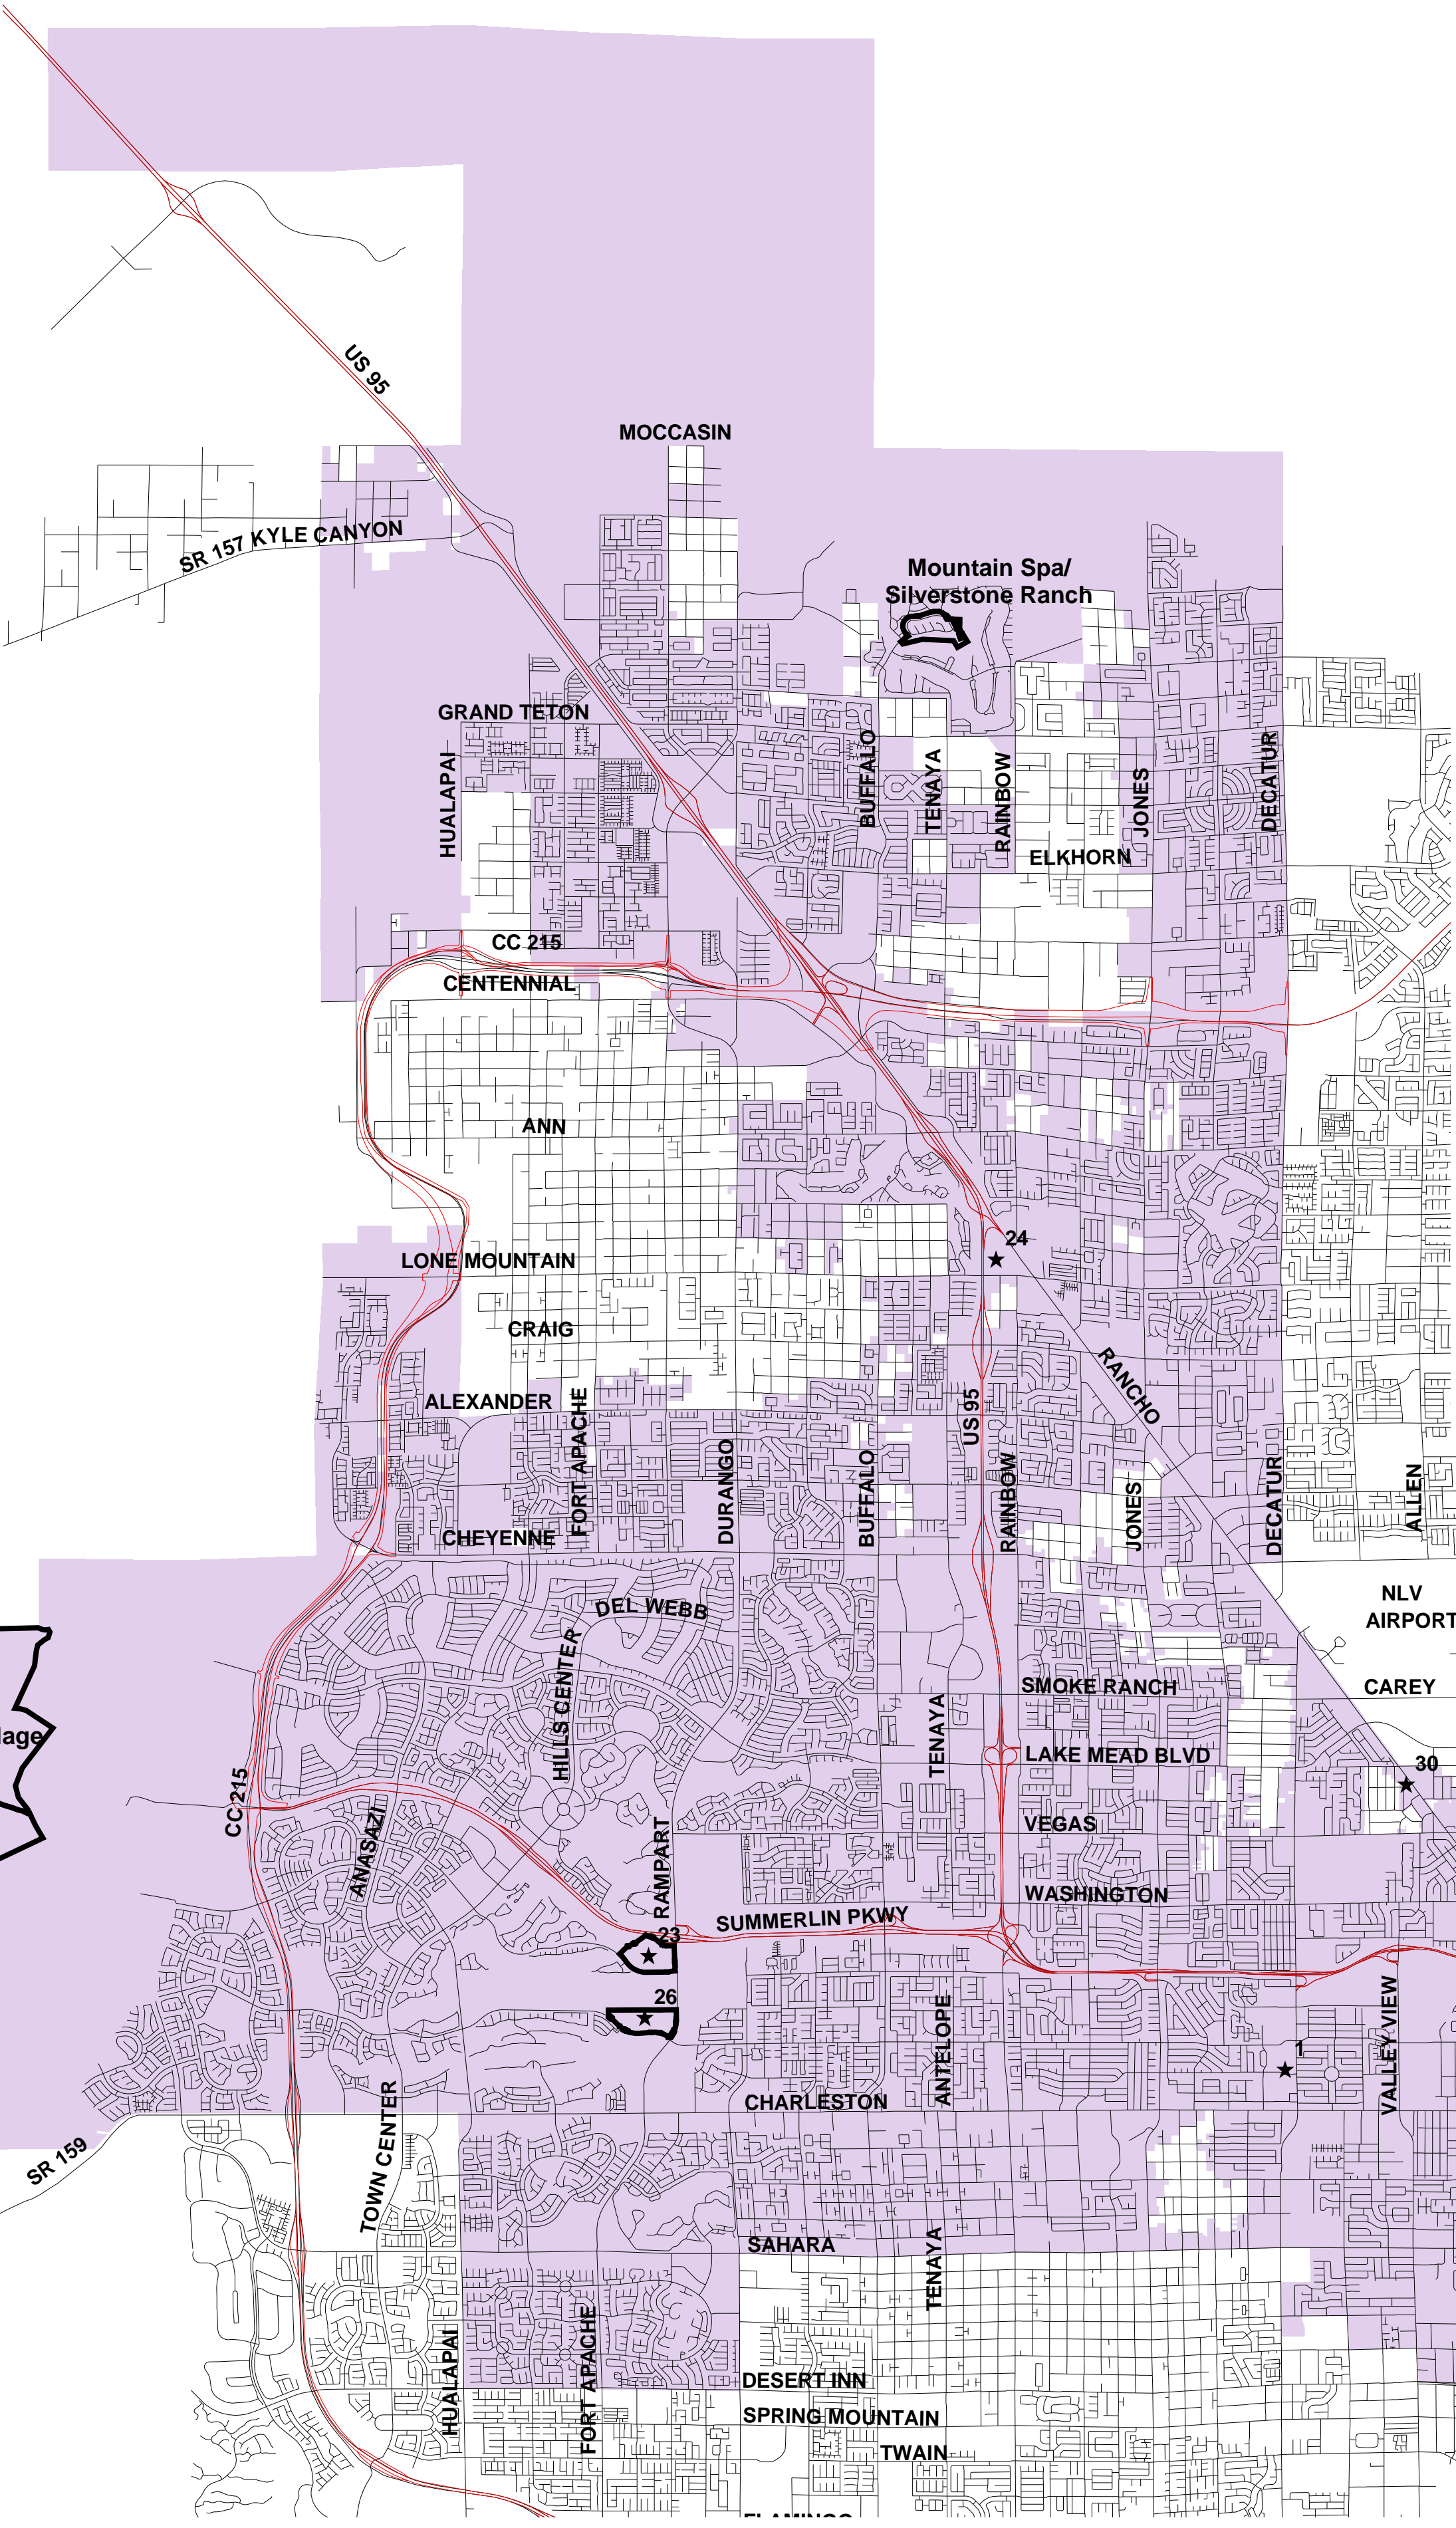 US 95
MOCCASIN
SR 157 KYLE CANYON
Mountain Spa/
Silverstone Ranch
GRAND TETON
HUALAPAI
BUFFALO
TENAYA
RAINBOW
JONES
DECATUR
ELKHORN
CC 215
CENTENNIAL
ANN
24
LONE MOUNTAIN
CRAIG
RANCHO
ALEXANDER
FORT APACHE
US 95
DURANGO
BUFFALO
RAINBOW
JONES
DECATUR
ALLEN
CHEYENNE
NLV
AIRPORT
DEL WEBB
HILLS CENTER
SMOKE RANCH
CAREY
TENAYA
lage
LAKE MEAD BLVD
30
CC 215
VEGAS
ANASAZI
RAMPART
WASHINGTON
SUMMERLIN PKWY
23
26
ANTELOPE
1
VALLEY VIEW
CHARLESTON
TOWN CENTER
SR 159
SAHARA
TENAYA
HUALAPAI
FORT APACHE
DESERT INN
SPRING MOUNTAIN
TWAIN